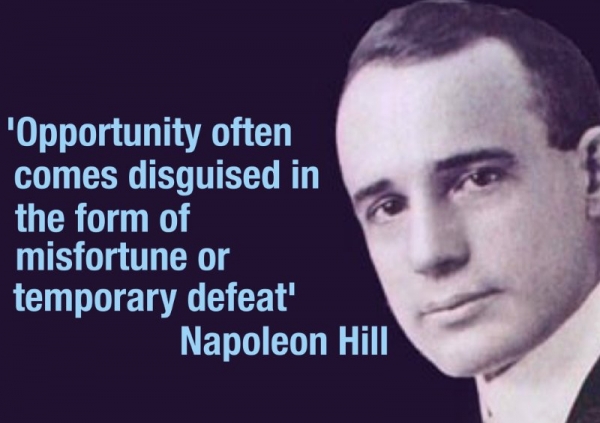 'Opportunity often
comes disguised in
the form of
misfortune or
temporary defeat'
Napoleon Hill